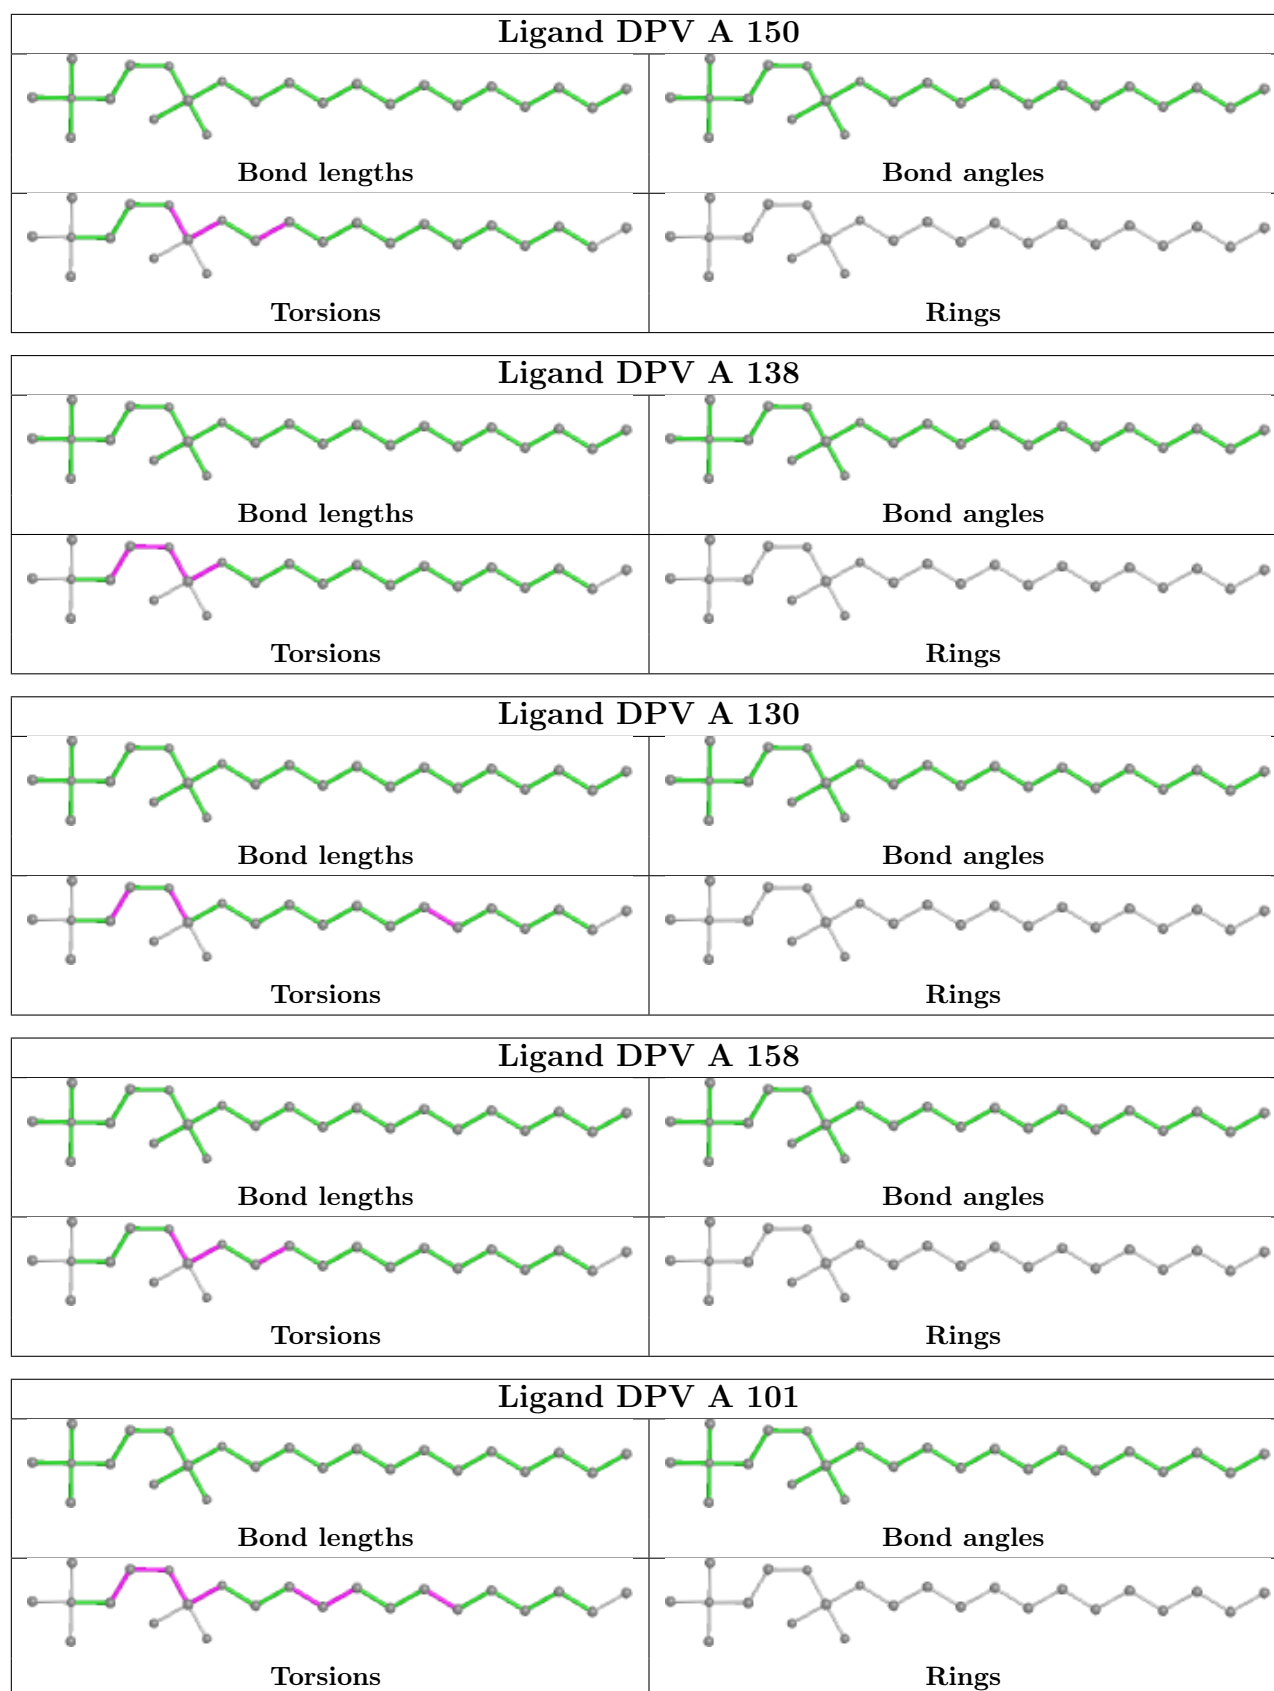 Ligand DPV A 150
Bond lengths
Bond angles
Torsions
Rings
Ligand DPV A 138
Bond lengths
Bond angles
Torsions
Rings
Ligand DPV A 130
Bond lengths
Bond angles
Torsions
Rings
Ligand DPV A 158
Bond lengths
Bond angles
Torsions
Rings
Ligand DPV A 101
Bond lengths
Bond angles
Torsions
Rings